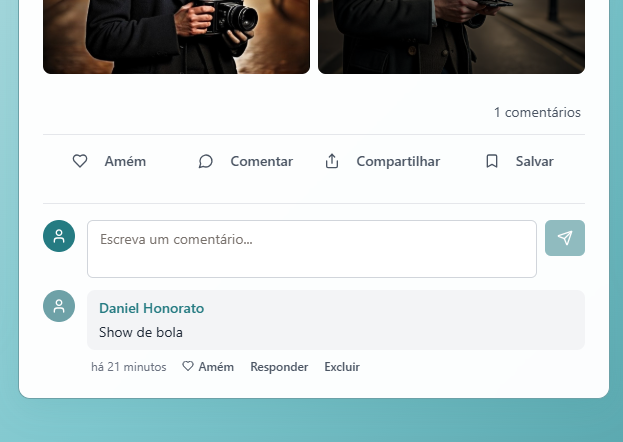 1 comentários
Amém Comentar Compartilhar Salvar
Escreva um comentário...
Daniel Honorato
Show de bola
há 21 minutos Amém Responder Excluir